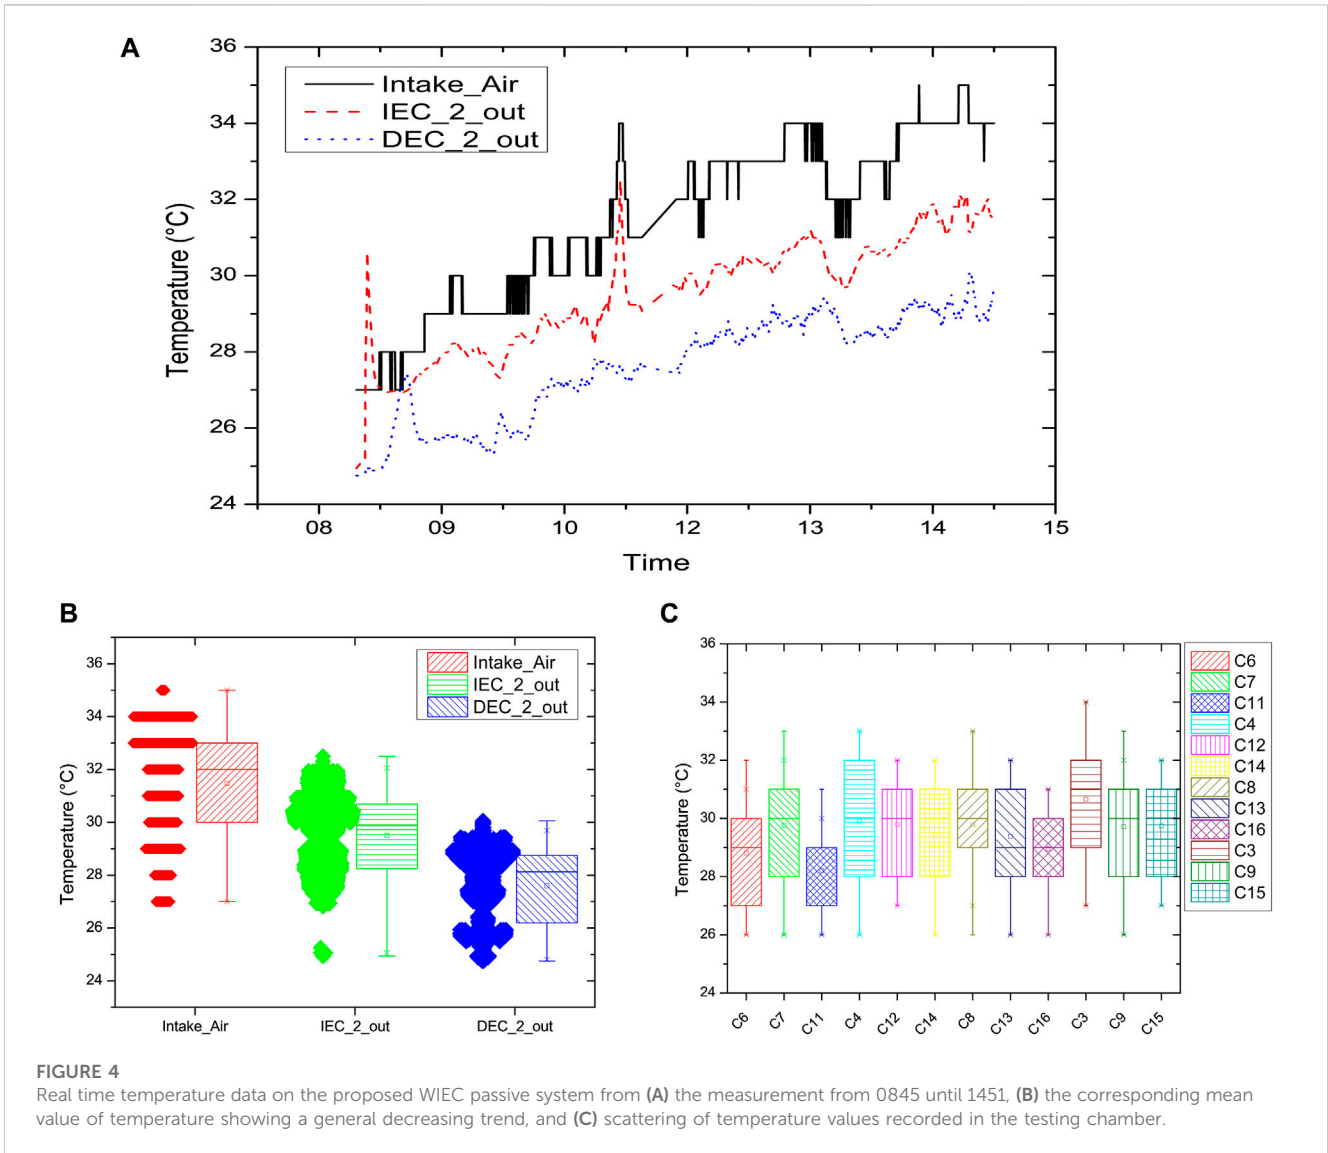 A
36
34
32
30
28
26
24
Temperature (°C)
Intake_Air
IEC_2_out
DEC_2_out
08
09
10
12
13
14
15
Time
B
36
34
32
30
28
26
24
Temperature (°C)
Intake_Air
IEC_2_out
DEC_2_out
Intake_Air
IEC_2_out
DEC_2_out
C
36
34
32
30
28
26
24
Temperature (°C)
C6
C7
C11
C4
C12
C14
C8
C13
C16
C3
C9
C15
C6
C7
C11
C4
C12
C14
C8
C13
C16
C3
C9
C15
FIGURE 4
Real time temperature data on the proposed WIEC passive system from (A) the measurement from 0845 until 1451, (B) the corresponding mean
value of temperature showing a general decreasing trend, and (C) scattering of temperature values recorded in the testing chamber.